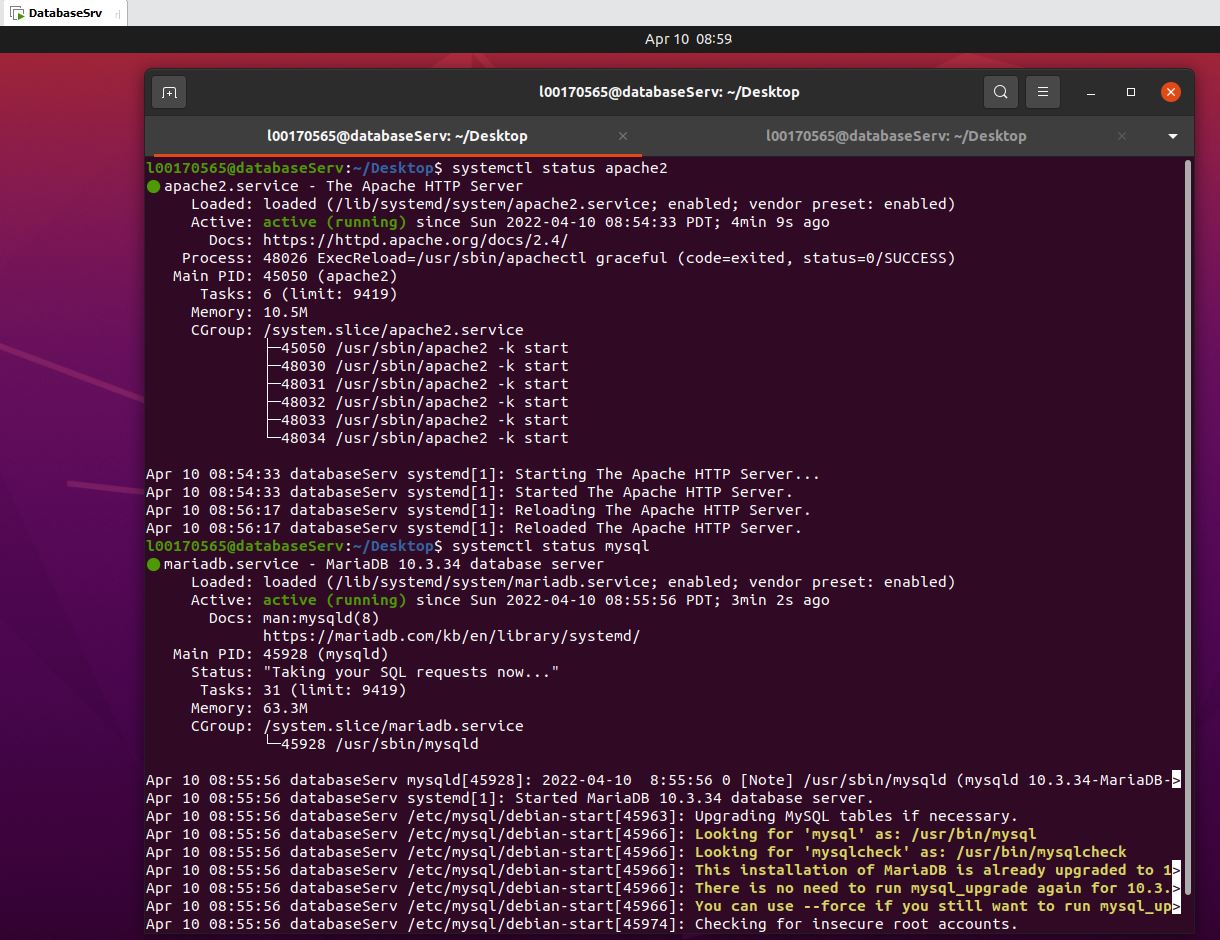 DatabaseSrv
Apr 10 08:59
l00170565@databaseServ: ~/Desktop
l00170565@databaseServ: ~/Desktop
l00170565@databaseServ: ~/Desktop
l00170565@databaseServ:~/Desktop$ systemctl status apache2
apache2.service - The Apache HTTP Server
Loaded: loaded (/lib/systemd/system/apache2.service; enabled; vendor preset: enabled)
Active: active (running) since Sun 2022-04-10 08:54:33 PDT; 4min 9s ago
Docs: https://httpd.apache.org/docs/2.4/
Process: 48026 ExecReload=/usr/sbin/apachectl graceful (code=exited, status=0/SUCCESS)
Main PID: 45050 (apache2)
Tasks: 6 (limit: 9419)
Memory: 10.5M
CGroup: /system.slice/apache2.service
├─45050 /usr/sbin/apache2 -k start
├─48030 /usr/sbin/apache2 -k start
├─48031 /usr/sbin/apache2 -k start
├─48032 /usr/sbin/apache2 -k start
├─48033 /usr/sbin/apache2 -k start
└─48034 /usr/sbin/apache2 -k start
Apr 10 08:54:33 databaseServ systemd[1]: Starting The Apache HTTP Server...
Apr 10 08:54:33 databaseServ systemd[1]: Started The Apache HTTP Server.
Apr 10 08:56:17 databaseServ systemd[1]: Reloading The Apache HTTP Server.
Apr 10 08:56:17 databaseServ systemd[1]: Reloaded The Apache HTTP Server.
l00170565@databaseServ:~/Desktop$ systemctl status mysql
mariadb.service - MariaDB 10.3.34 database server
Loaded: loaded (/lib/systemd/system/mariadb.service; enabled; vendor preset: enabled)
Active: active (running) since Sun 2022-04-10 08:55:56 PDT; 3min 2s ago
Docs: man:mysqld(8)
https://mariadb.com/kb/en/library/systemd/
Main PID: 45928 (mysqld)
Status: "Taking your SQL requests now..."
Tasks: 31 (limit: 9419)
Memory: 63.3M
CGroup: /system.slice/mariadb.service
└─45928 /usr/sbin/mysqld
Apr 10 08:55:56 databaseServ mysqld[45928]: 2022-04-10  8:55:56 0 [Note] /usr/sbin/mysqld (mysqld 10.3.34-MariaDB->
Apr 10 08:55:56 databaseServ systemd[1]: Started MariaDB 10.3.34 database server.
Apr 10 08:55:56 databaseServ /etc/mysql/debian-start[45963]: Upgrading MySQL tables if necessary.
Apr 10 08:55:56 databaseServ /etc/mysql/debian-start[45966]: Looking for 'mysql' as: /usr/bin/mysql
Apr 10 08:55:56 databaseServ /etc/mysql/debian-start[45966]: Looking for 'mysqlcheck' as: /usr/bin/mysqlcheck
Apr 10 08:55:56 databaseServ /etc/mysql/debian-start[45966]: This installation of MariaDB is already upgraded to 1>
Apr 10 08:55:56 databaseServ /etc/mysql/debian-start[45966]: There is no need to run mysql_upgrade again for 10.3.>
Apr 10 08:55:56 databaseServ /etc/mysql/debian-start[45966]: You can use --force if you still want to run mysql_up>
Apr 10 08:55:56 databaseServ /etc/mysql/debian-start[45974]: Checking for insecure root accounts.